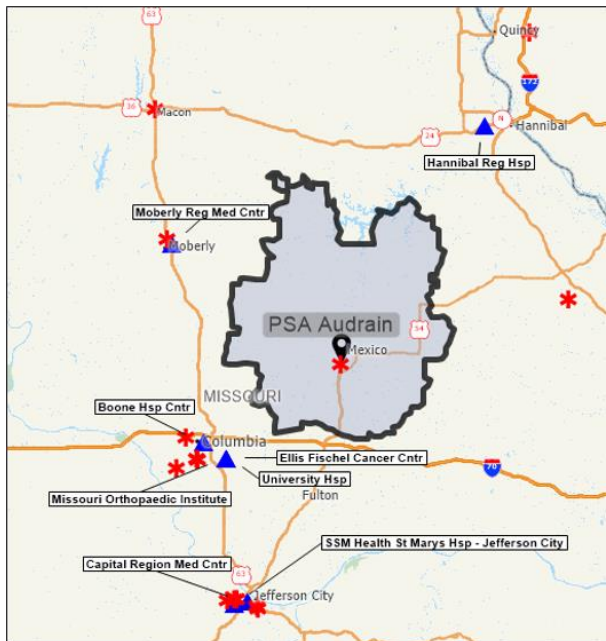 63
Quincy
172
36
Macon
24
N
Hannibal
Hannibal Reg Hsp
Moberly Reg Med Cntr
Moberly
PSA Audrain
54
Mexico
MISSOURI
Boone Hsp Cntr
Columbia
Ellis Fischel Cancer Cntr
70
University Hsp
Missouri Orthopaedic Institute
Fulton
SSM Health St Marys Hsp - Jefferson City
Capital Region Med Cntr
63
Jefferson City